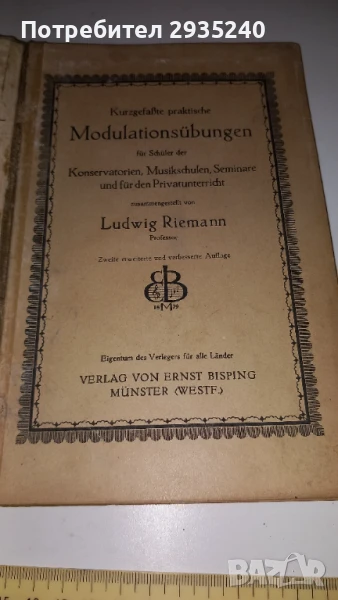 Потребител 2935240
Kurzgefaßte praktische
Modulationsübungen
für Schüler der
Konservatorien, Musikschulen, Seminare
und für den Privatunterricht
zusammengestellt von
Ludwig Riemann
Professor
Zweite erweiterte und verbesserte Auflage
Eigentum des Verlegers für alle Länder
VERLAG VON ERNST BISPING
MÜNSTER (WESTF.)
BAZAR